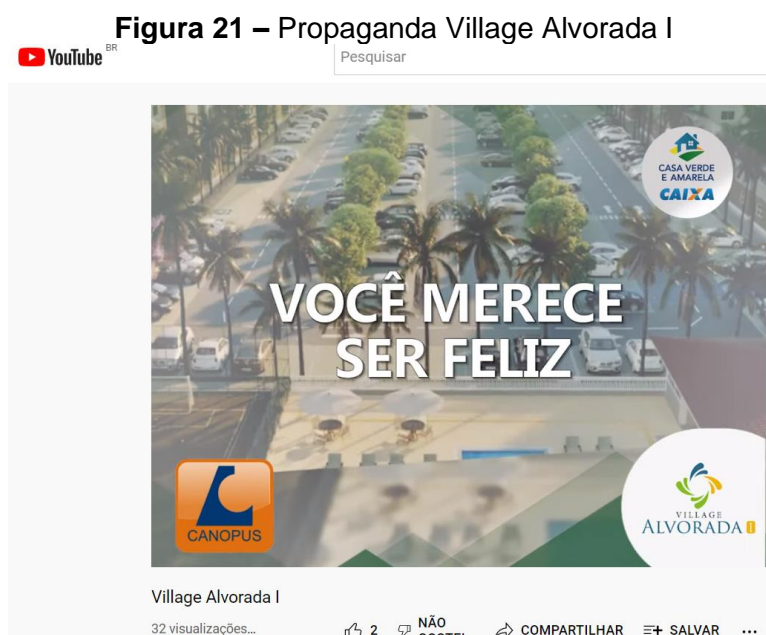 Figura 21 – Propaganda Village Alvorada I
YouTube BR
Pesquisar
CASA VERDE
E AMARELA
CAIXA
VOCÊ MERECE
SER FELIZ
CANOPUS
VILLAGE
ALVORADA I
Village Alvorada I
32 visualizações...
2
NÃO
COMPARTILHAR
SALVAR
...